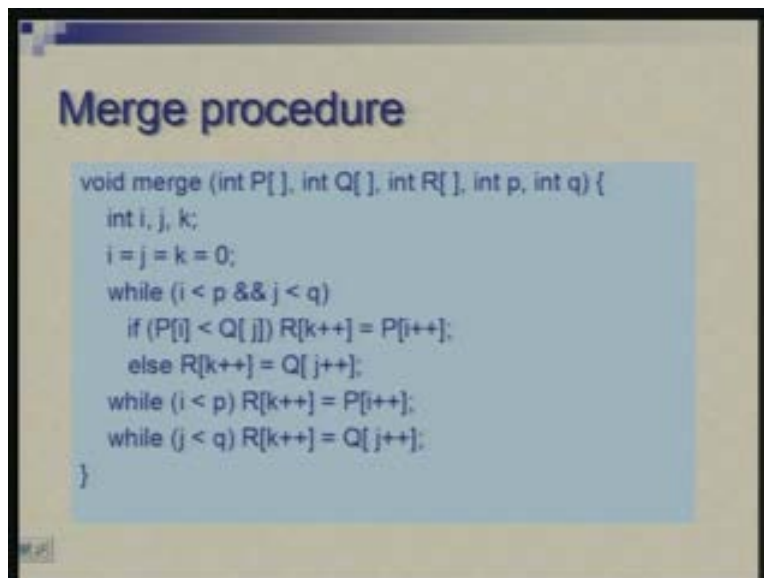 Merge procedure
void merge (int P[ ], int Q[ ], int R[ ], int p, int q) {
int i, j, k;
i = j = k = 0;
while (i < p && j < q)
if (P[i] < Q[ j]) R[k++] = P[i++];
else R[k++] = Q[ j++];
while (i < p) R[k++] = P[i++];
while (j < q) R[k++] = Q[ j++];
}